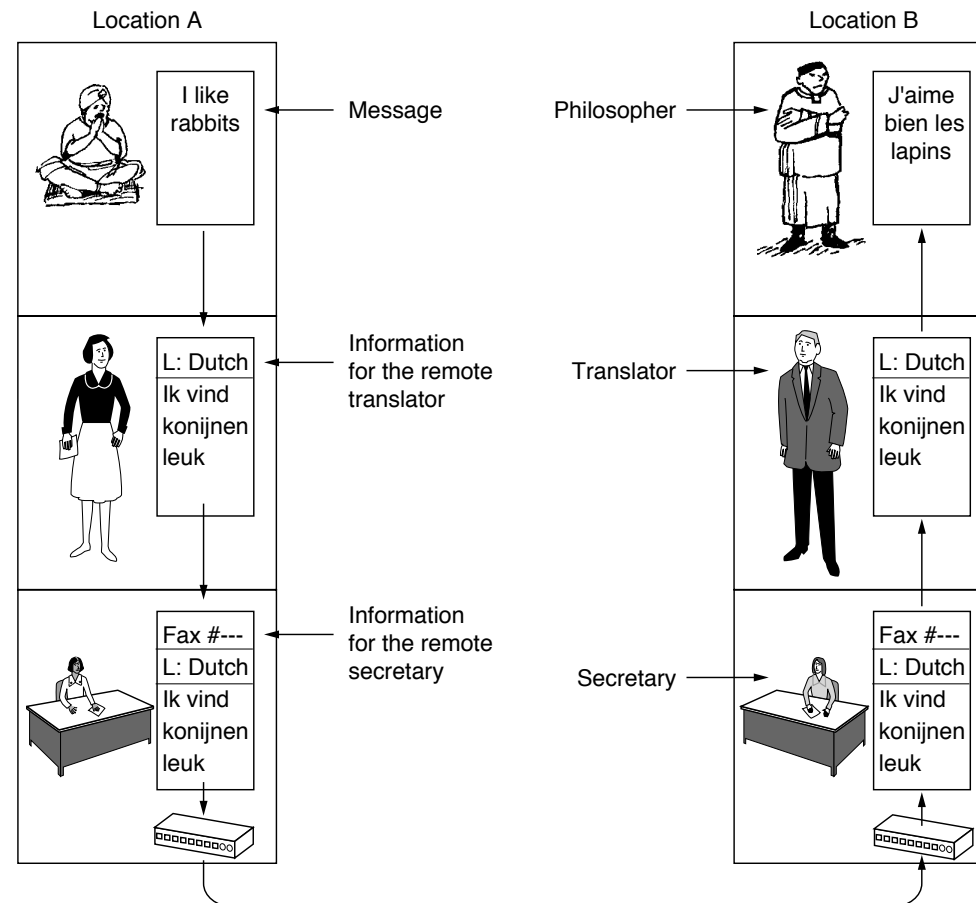 Location A
Location B
I like
rabbits
Message
Philosopher
J'aime
bien les
lapins
L: Dutch
Ik vind
konijnen
leuk
Information
for the remote
translator
Translator
L: Dutch
Ik vind
konijnen
leuk
Fax #---
L: Dutch
Ik vind
konijnen
leuk
Information
for the remote
secretary
Secretary
Fax #---
L: Dutch
Ik vind
konijnen
leuk